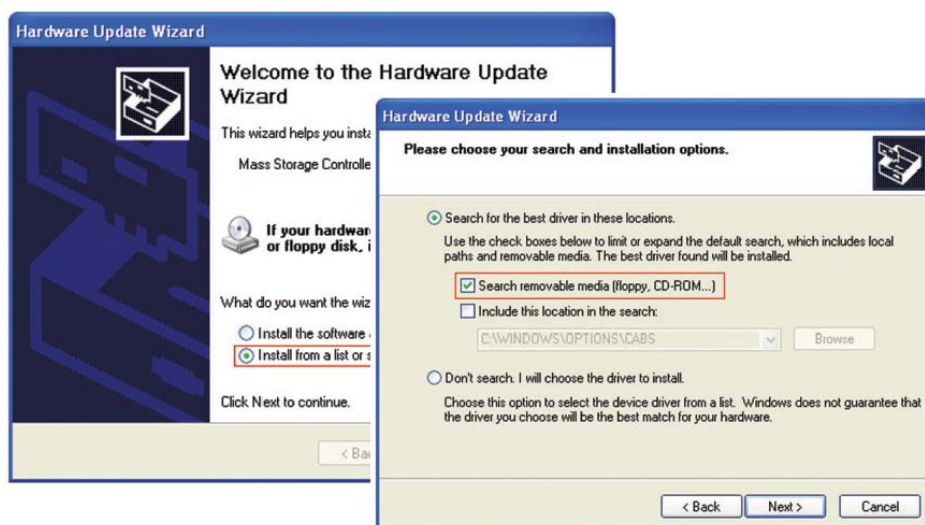 Hardware Update Wizard
Welcome to the Hardware Update
Wizard
This wizard helps you
Mass Storage
If your
or floppy disk,
What do you want the
Install the software
Install from a list or
Click Next to continue.
Hardware Update Wizard
Please choose your search and installation options.
Search for the best driver in these locations.
Use the check boxes below to limit or expand the default search, which includes local
paths and removable media. The best driver found will be installed.
Search removable media (floppy, CD-ROM...)
Include this location in the search:
C:\WINDOWS\OPTIONS\CABS
Browse
Don't search. I will choose the driver to install.
Choose this option to select the device driver from a list. Windows does not guarantee that
the driver you choose will be the best match for your hardware.
< Back Next > Cancel